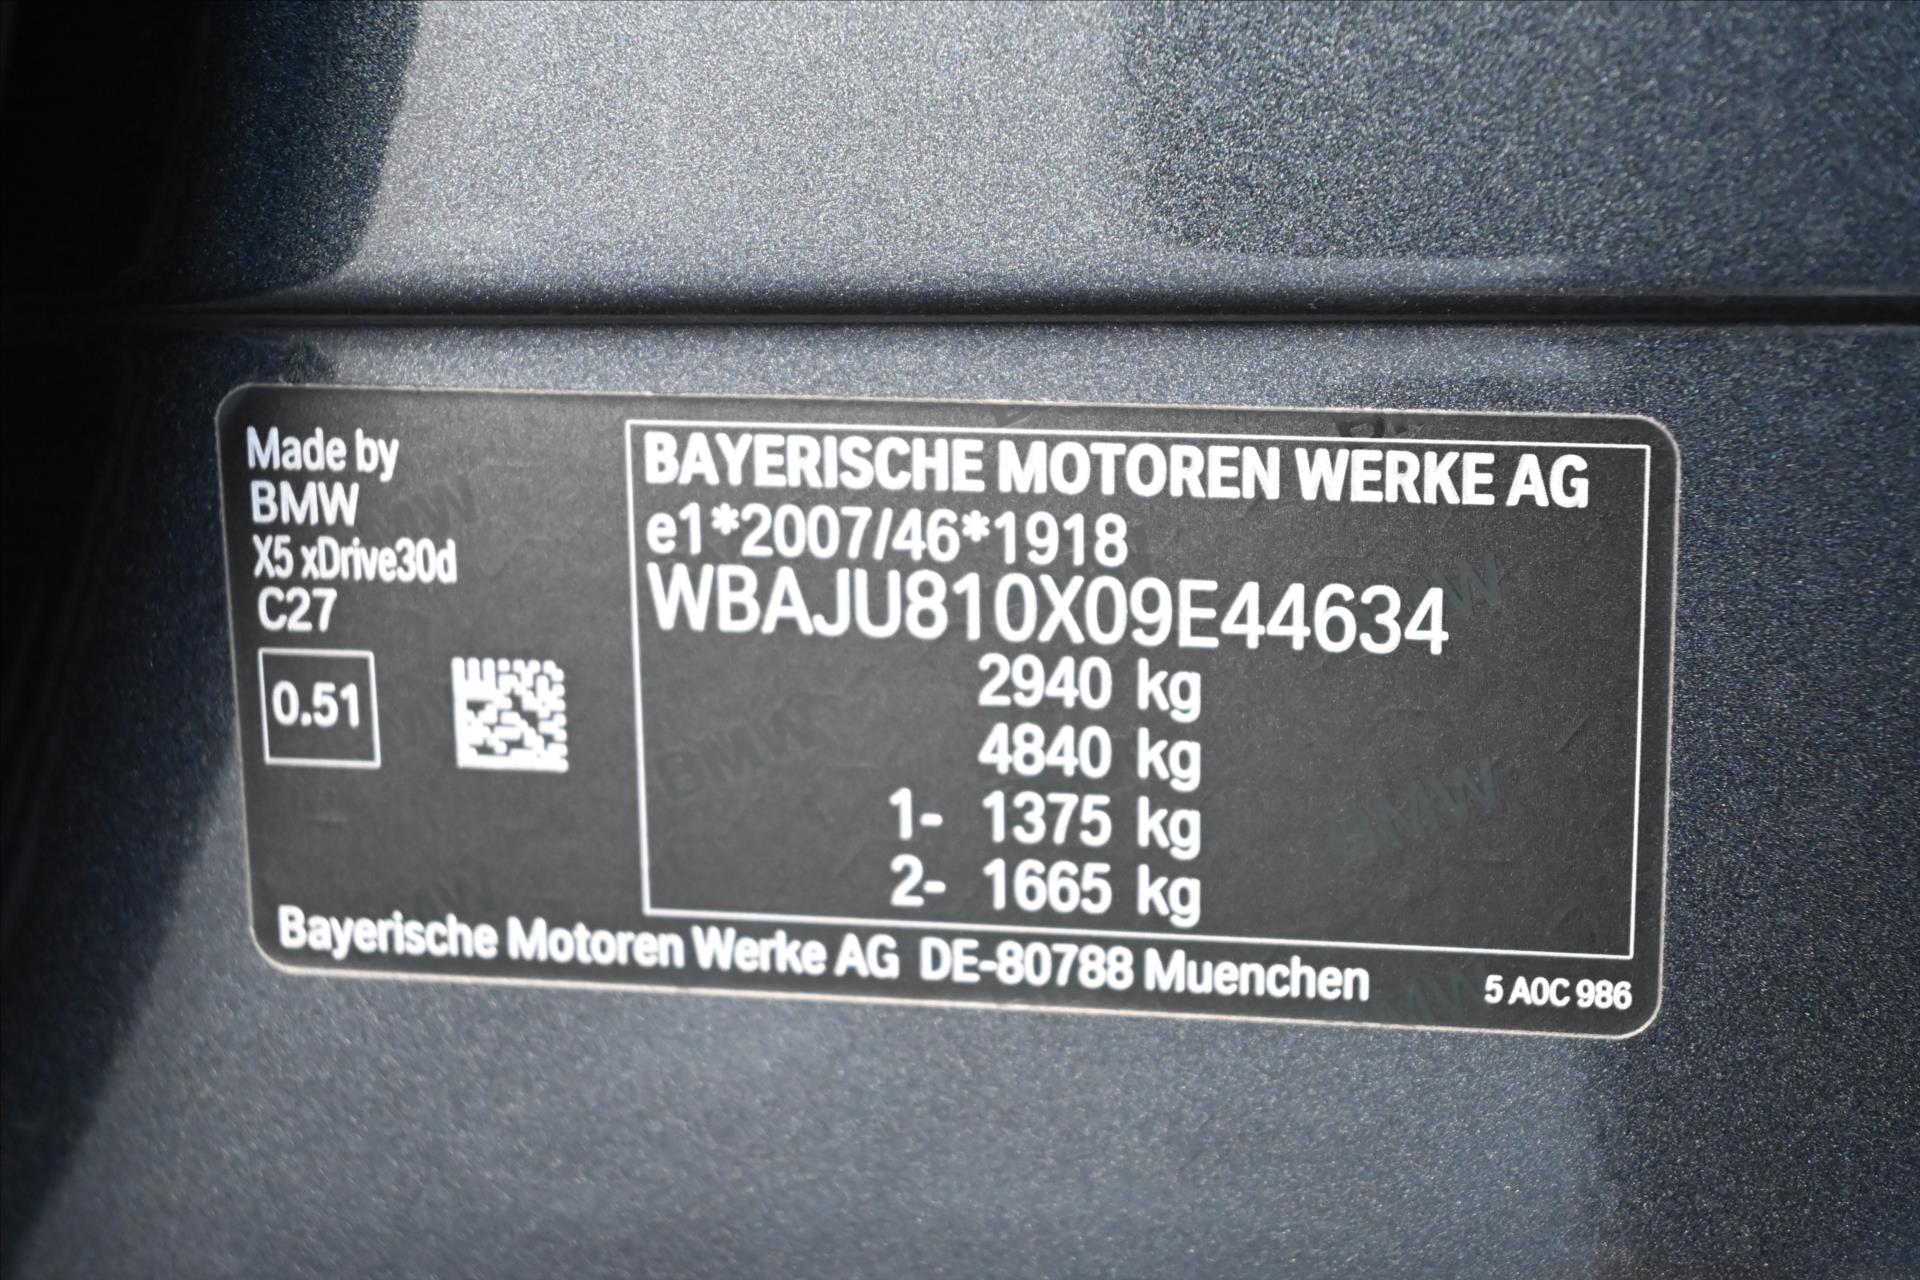 Made by
BMW
X5 xDrive30d
C27
0.51
BAYERISCHE MOTOREN WERKE AG
e1*2007/46*1918
WBAJU810X09E44634
2940 kg
4840 kg
1- 1375 kg
2- 1665 kg
Bayerische Motoren Werke AG DE-80788 Muenchen
5 A0C 986